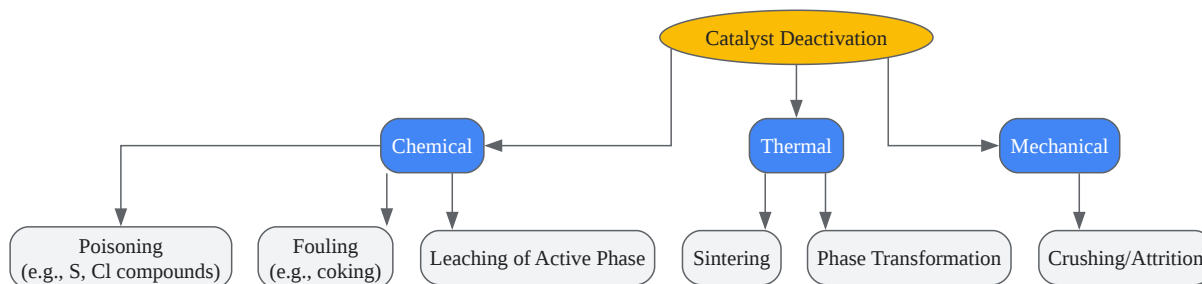 Catalyst Deactivation
Chemical
Thermal
Mechanical
Poisoning
(e.g., S, Cl compounds)
Fouling
(e.g., coking)
Leaching of Active Phase
Sintering
Phase Transformation
Crushing/Attrition